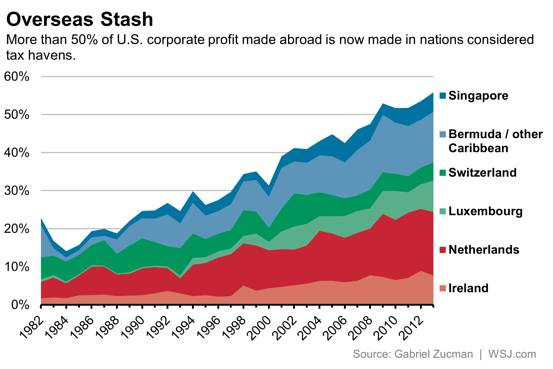 Overseas Stash
More than 50% of U.S. corporate profit made abroad is now made in nations considered
tax havens.
60%
50%
40%
30%
20%
10%
0%
Singapore
Bermuda / other
Caribbean
Switzerland
Luxembourg
Netherlands
Ireland
1982
1984
1986
1988
1990
1992
1994
1996
1998
2000
2002
2004
2006
2008
2010
2012
Source: Gabriel Zucman | WSJ.com